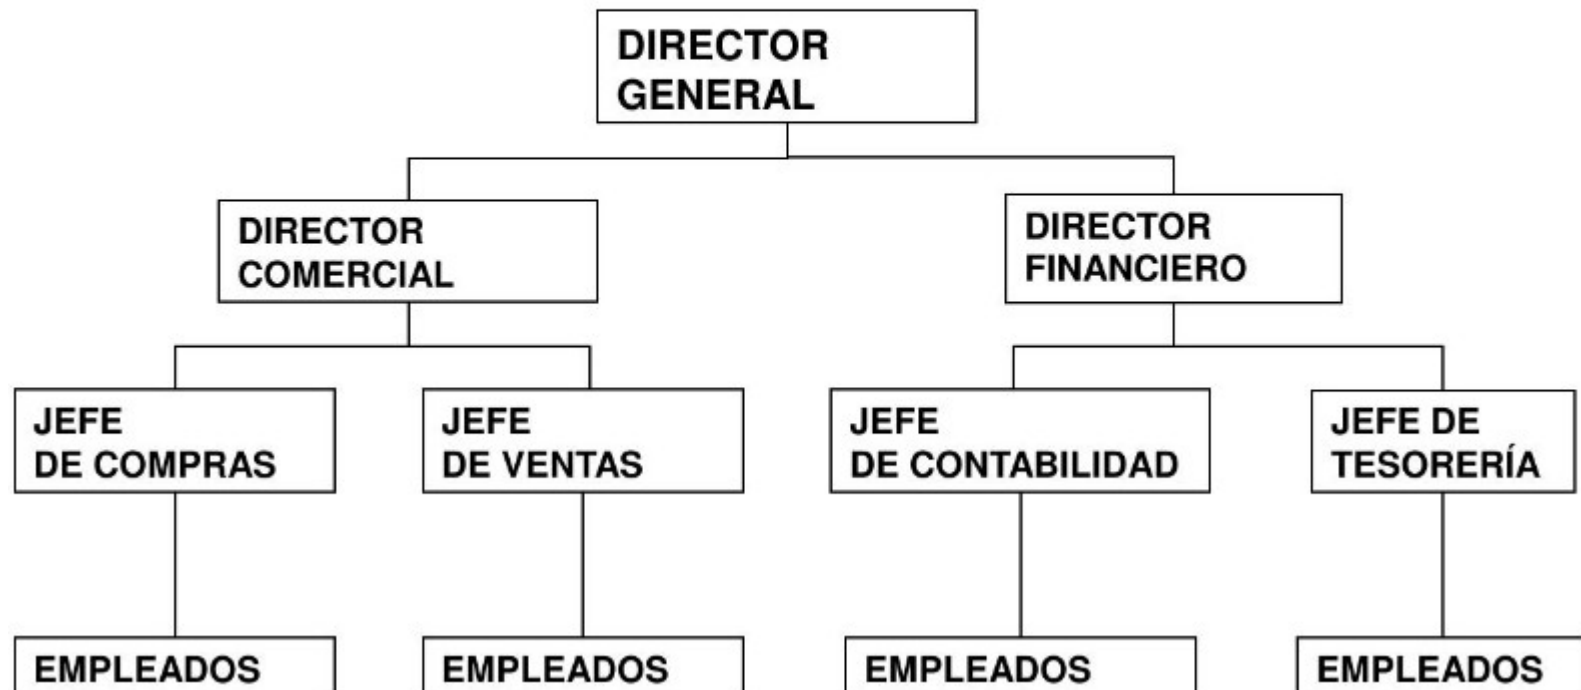 DIRECTOR
GENERAL
DIRECTOR
COMERCIAL
DIRECTOR
FINANCIERO
JEFE
DE COMPRAS
JEFE
DE VENTAS
JEFE
DE CONTABILIDAD
JEFE DE
TESORERÍA
EMPLEADOS
EMPLEADOS
EMPLEADOS
EMPLEADOS